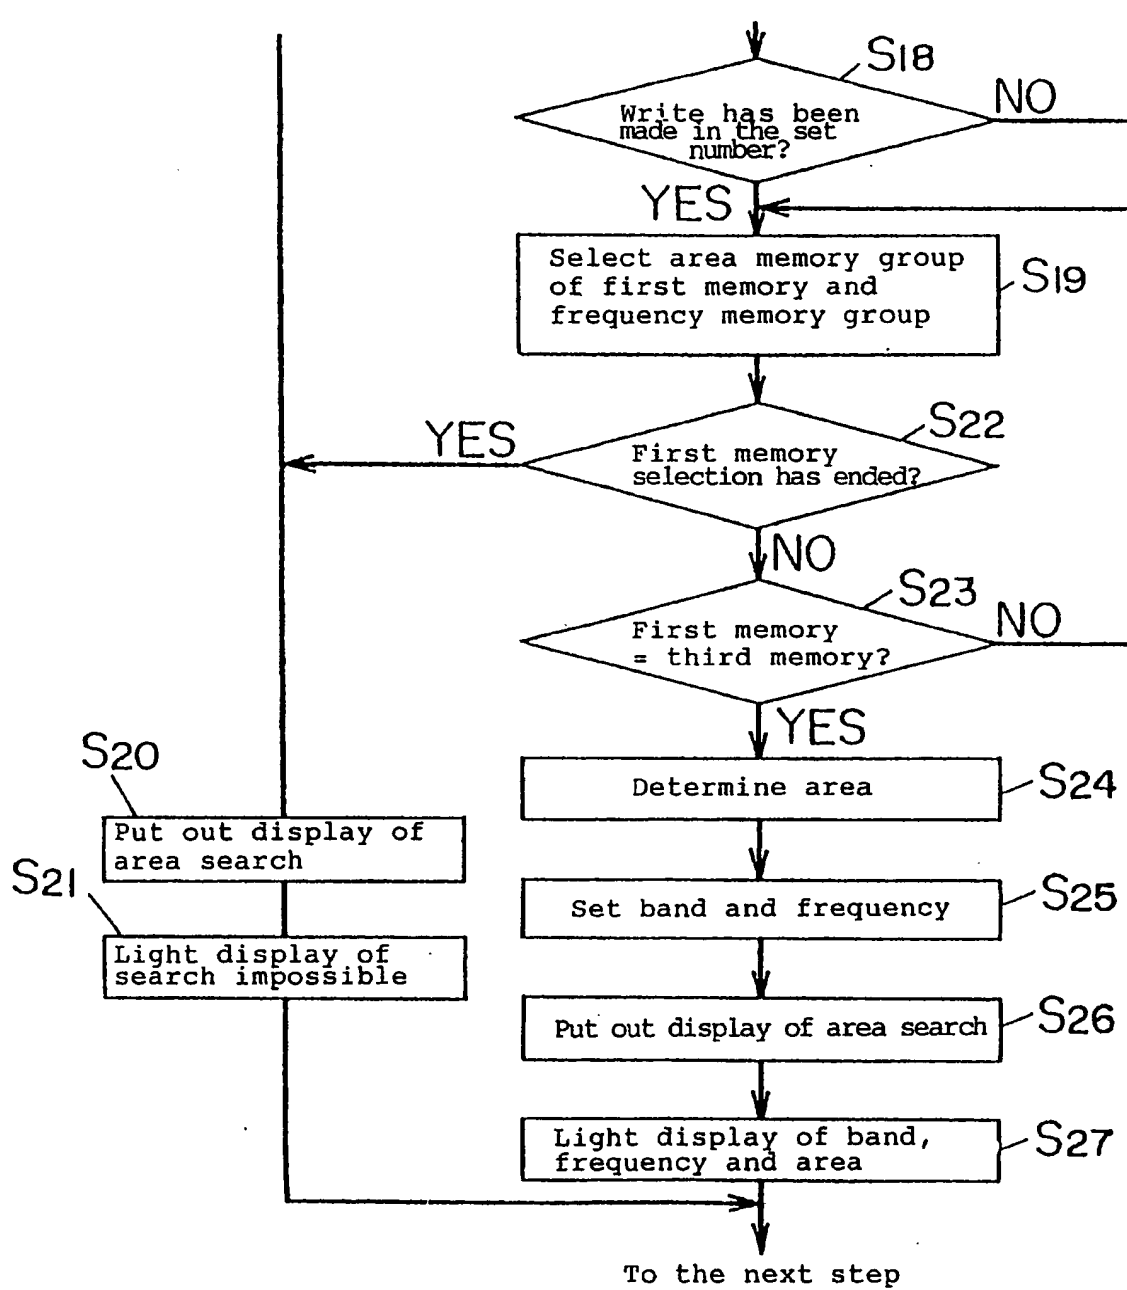 S18
NO
Write has been
made in the set
number?
YES
Select area memory group
of first memory and
frequency memory group
S19
S22
YES
First memory
selection has ended?
NO
S23
NO
First memory
= third memory?
YES
S20
Put out display of
area search
S21
Light display of
search impossible
Determine area
S24
Set band and frequency
S25
Put out display of area search
S26
Light display of band,
frequency and area
S27
To the next step